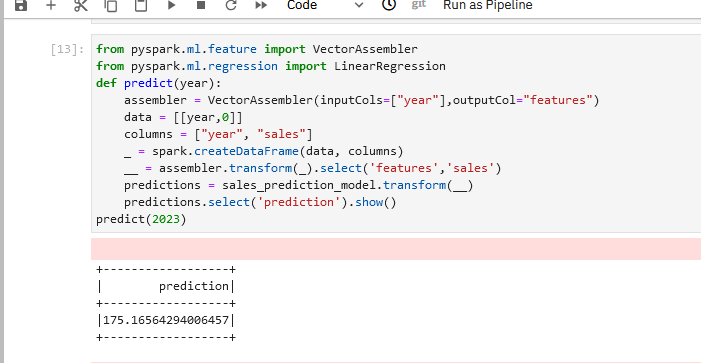 Code
git
Run as Pipeline
[13]:
from pyspark.ml.feature import VectorAssembler
from pyspark.ml.regression import LinearRegression
def predict(year):
    assembler = VectorAssembler(inputCols=["year"],outputCol="features")
    data = [[year,0]]
    columns = ["year", "sales"]
    _ = spark.createDataFrame(data, columns)
    __ = assembler.transform(_).select('features','sales')
    predictions = sales_prediction_model.transform(__)
    predictions.select('prediction').show()
predict(2023)
+------------------+
|        prediction|
+------------------+
|175.16564294006457|
+------------------+